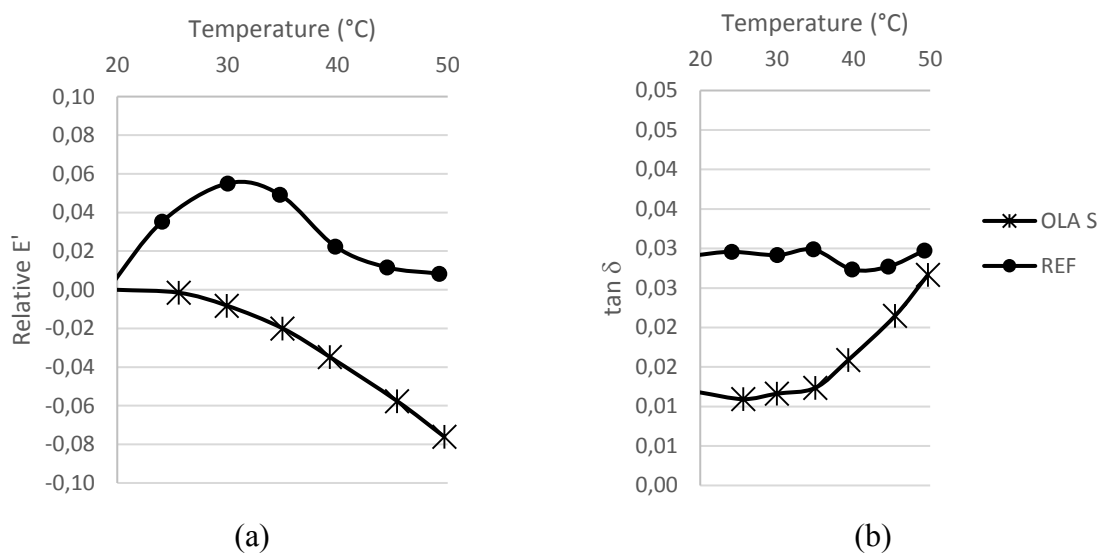 Temperature (°C)
20 30 40 50
0,10
0,08
0,06
0,04
0,02
0,00
-0,02
-0,04
-0,06
-0,08
-0,10
Relative E'
(a)
Temperature (°C)
20 30 40 50
0,05
0,05
0,04
0,04
0,03
0,03
0,02
0,02
0,01
0,01
0,00
tan δ
(b)
OLA S
REF